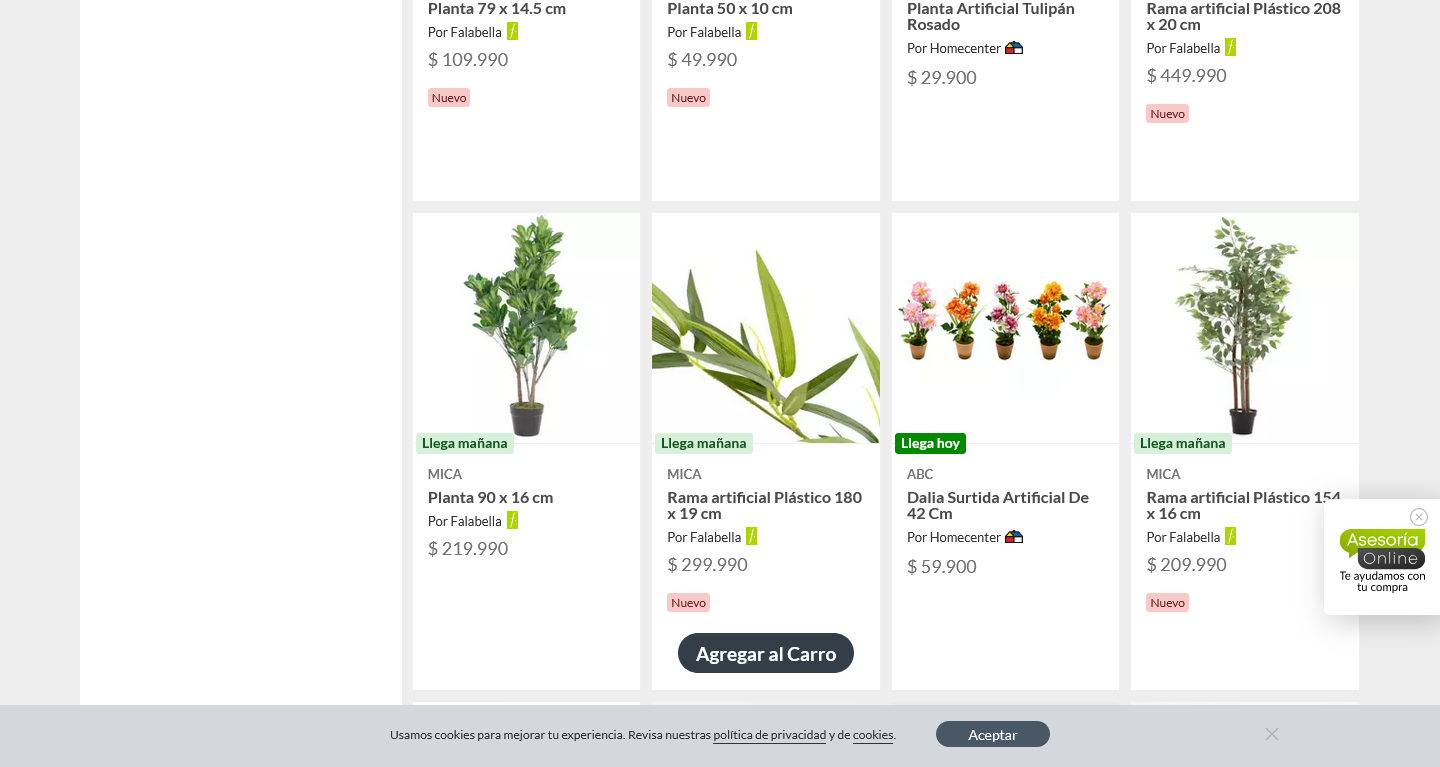 Planta 79 x 14.5 cm
Por Falabella
$ 109.990
Nuevo
Planta 50 x 10 cm
Por Falabella
$ 49.990
Nuevo
Planta Artificial Tulipán
Rosado
Por Homecenter
$ 29.900
Rama artificial Plástico 208
x 20 cm
Por Falabella
$ 449.990
Nuevo
Llega mañana
MICA
Planta 90 x 16 cm
Por Falabella
$ 219.990
Llega mañana
MICA
Rama artificial Plástico 180
x 19 cm
Por Falabella
$ 299.990
Nuevo
Agregar al Carro
Llega hoy
ABC
Dalia Surtida Artificial De
42 Cm
Por Homecenter
$ 59.900
Llega mañana
MICA
Rama artificial Plástico 154
x 16 cm
Por Falabella
$ 209.990
Nuevo
Asesoría
Online
Te ayudamos con
tu compra
Usamos cookies para mejorar tu experiencia. Revisa nuestras política de privacidad y de cookies.
Aceptar